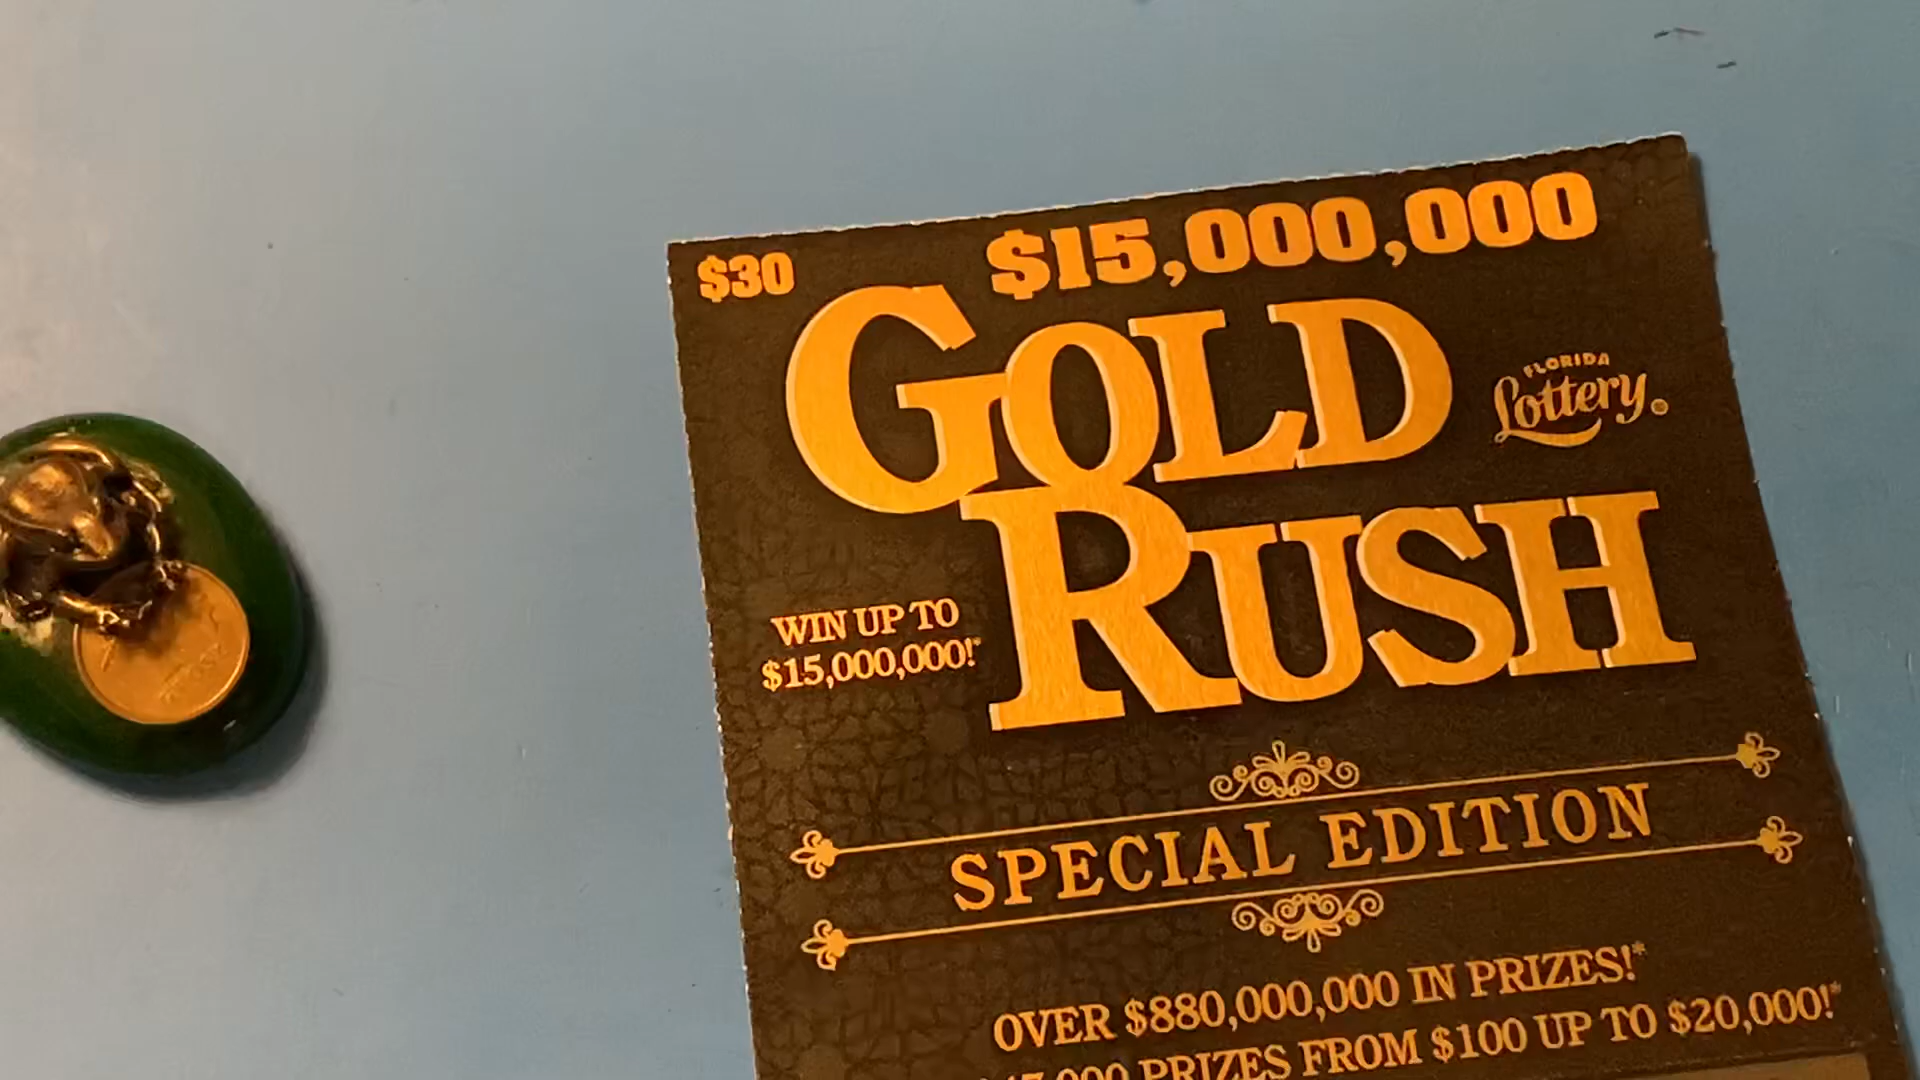 $30
$15,000,000
GOLD
RUSH
FLORIDA
Lottery®
WIN UP TO
$15,000,000!*
SPECIAL EDITION
OVER $880,000,000 IN PRIZES!*
PRIZES FROM $100 UP TO $20,000!*